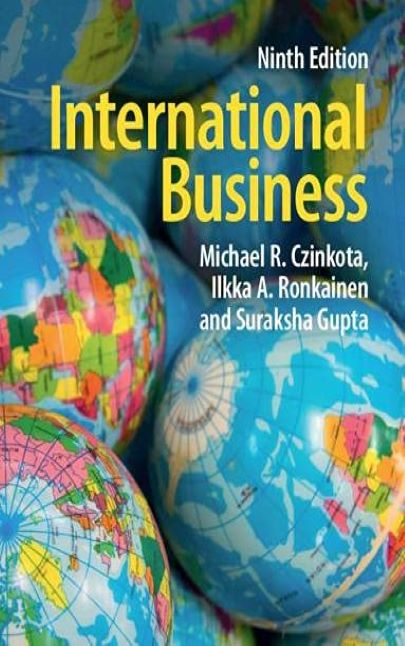 Ninth Edition
International
Business
Michael R. Czinkota,
Ilkka A. Ronkainen
and Suraksha Gupta